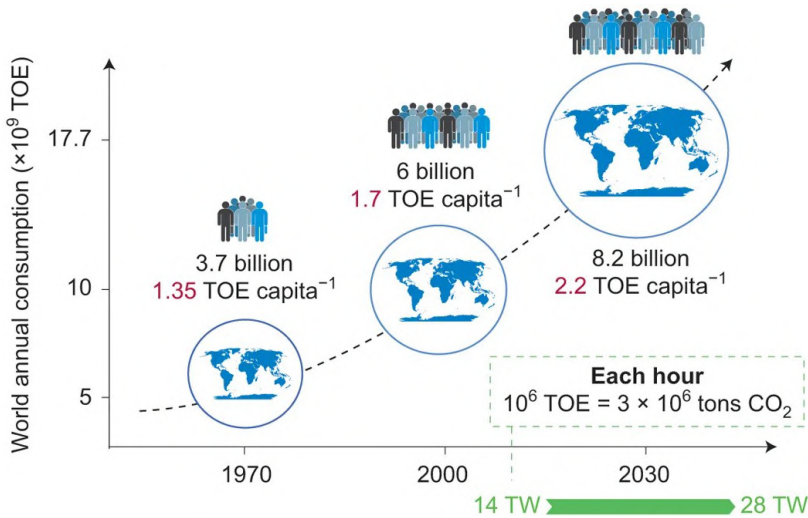 World annual consumption (×10⁹ TOE)
17.7
10
5
3.7 billion
1.35 TOE capita⁻¹
6 billion
1.7 TOE capita⁻¹
8.2 billion
2.2 TOE capita⁻¹
Each hour
10⁶ TOE = 3 × 10⁶ tons CO₂
1970
2000
2030
14 TW
28 TW